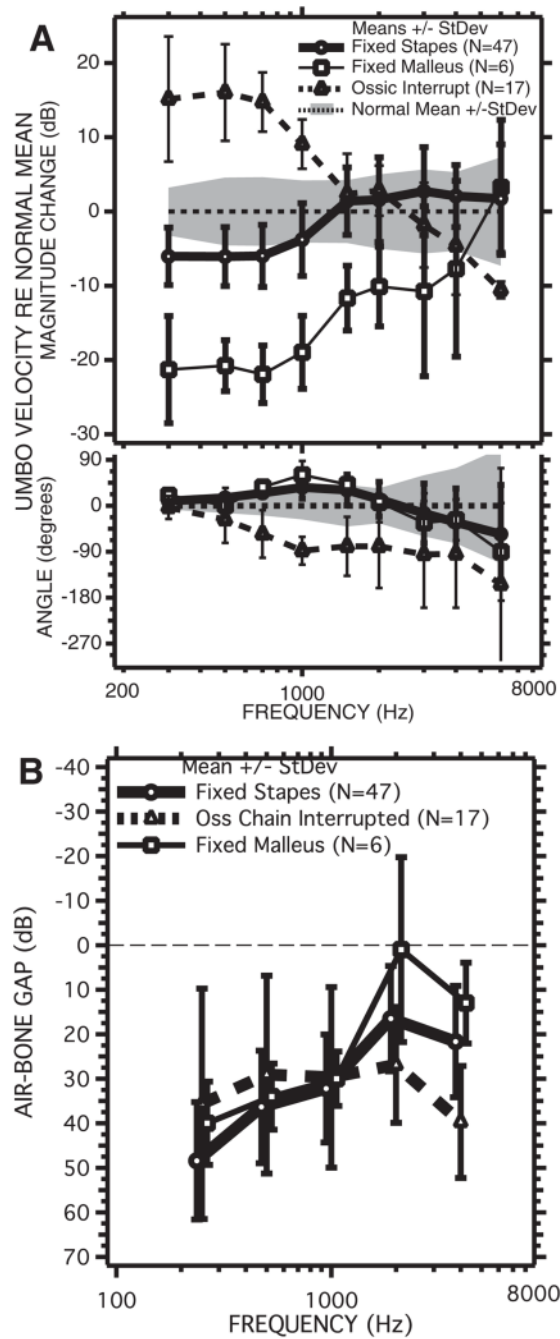 A
Means +/- StDev
Fixed Stapes (N=47)
Fixed Malleus (N=6)
Ossic Interrupt (N=17)
Normal Mean +/-StDev
UMBO VELOCITY RE NORMAL MEAN
MAGNITUDE CHANGE (dB)
20
10
0
-10
-20
-30
ANGLE (degrees)
90
0
-90
-180
-270
200
1000
8000
FREQUENCY (Hz)
B
Mean +/- StDev
Fixed Stapes (N=47)
Oss Chain Interrupted (N=17)
Fixed Malleus (N=6)
AIR-BONE GAP (dB)
-40
-30
-20
-10
0
10
20
30
40
50
60
70
100
1000
8000
FREQUENCY (Hz)